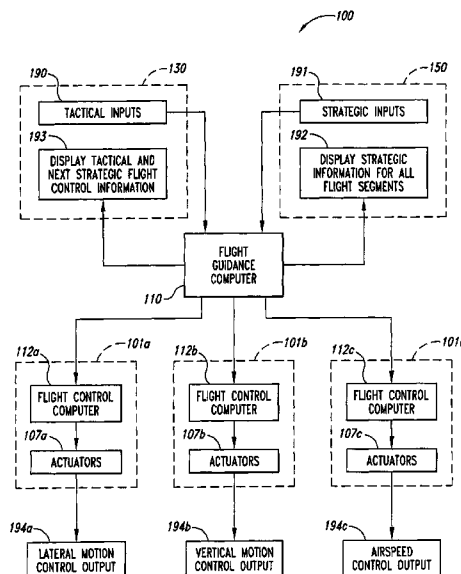 100
190
130
TACTICAL INPUTS
193
DISPLAY TACTICAL AND
NEXT STRATEGIC FLIGHT
CONTROL INFORMATION
191
150
STRATEGIC INPUTS
192
DISPLAY STRATEGIC
INFORMATION FOR ALL
FLIGHT SEGMENTS
FLIGHT
GUIDANCE
COMPUTER
110
112a
101a
FLIGHT CONTROL
COMPUTER
107a
ACTUATORS
194a
LATERAL MOTION
CONTROL OUTPUT
112b
101b
FLIGHT CONTROL
COMPUTER
107b
ACTUATORS
194b
VERTICAL MOTION
CONTROL OUTPUT
112c
FLIGHT CONTROL
COMPUTER
107c
ACTUATORS
194c
AIRSPEED
CONTROL OUTPUT